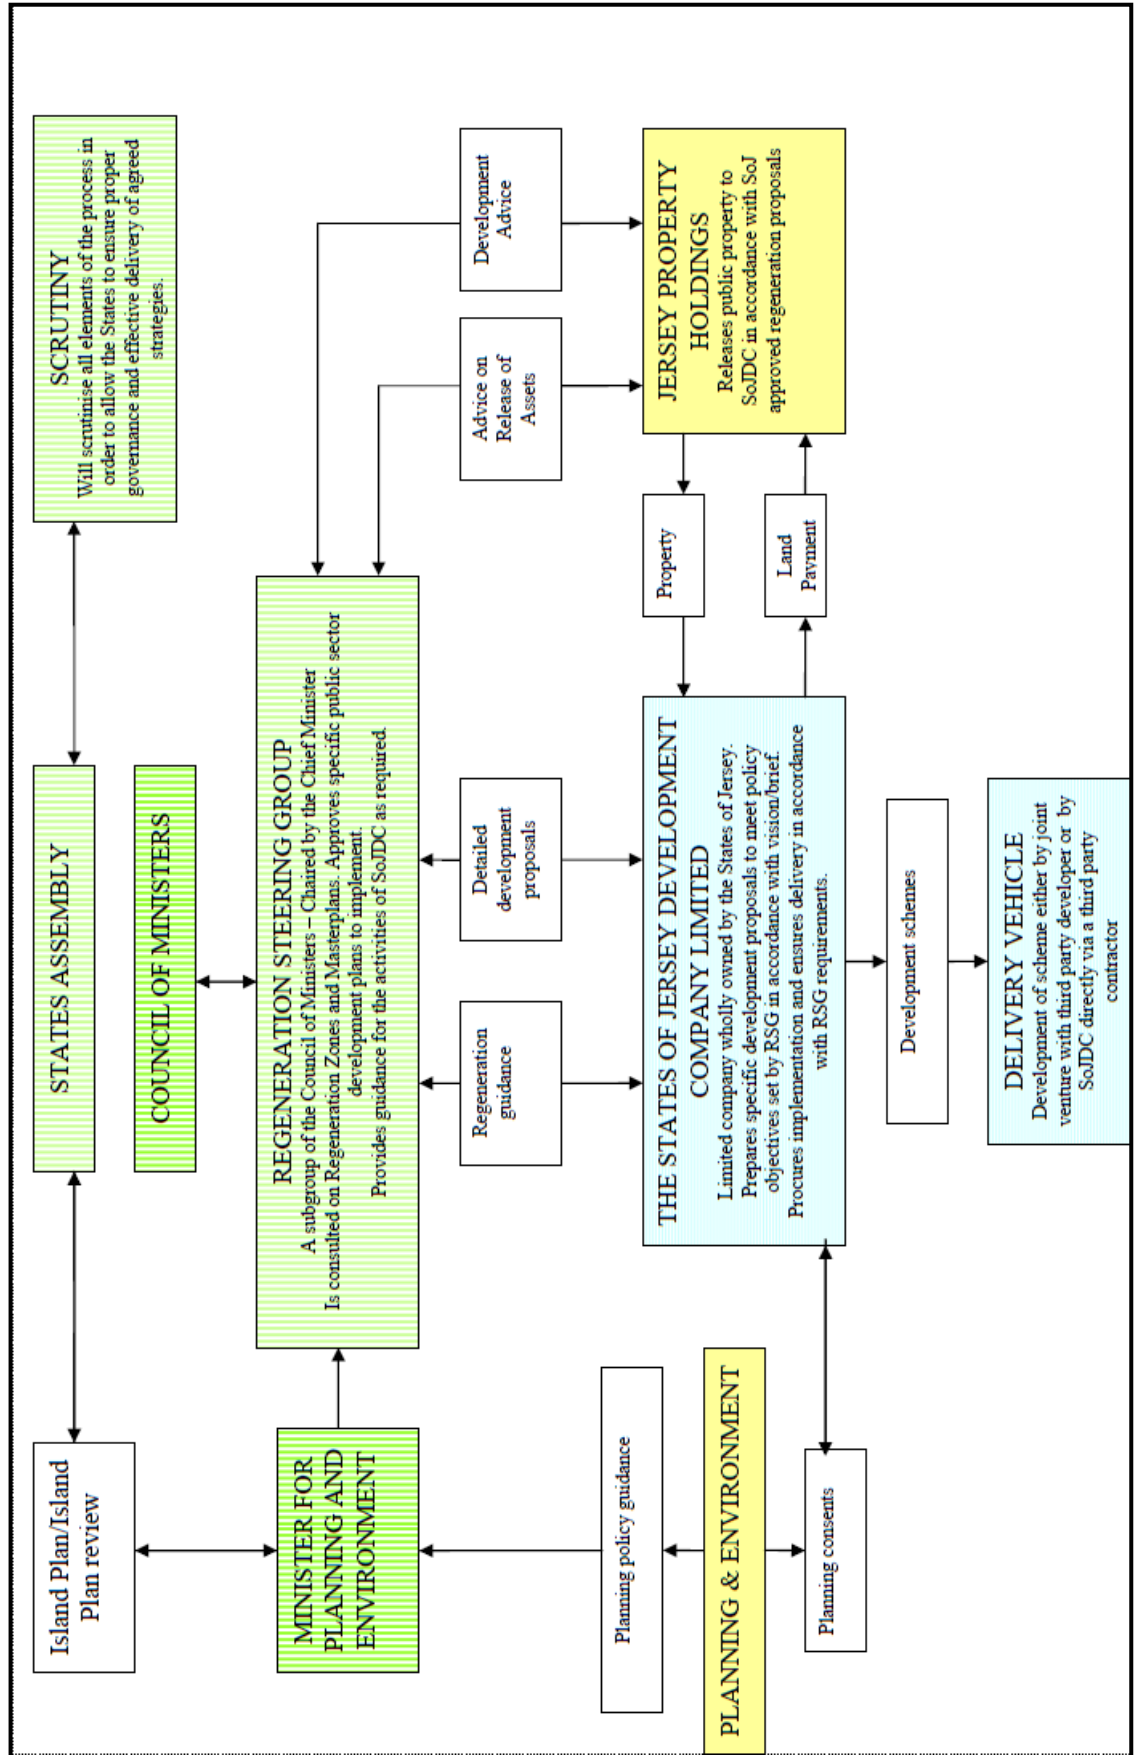 Island Plan/Island
Plan review
STATES ASSEMBLY
SCRUTINY
Will scrutinise all elements of the process in
order to allow the States to ensure proper
governance and effective delivery of agreed
strategies.
COUNCIL OF MINISTERS
MINISTER FOR
PLANNING AND
ENVIRONMENT
REGENERATION STEERING GROUP
A subgroup of the Council of Ministers – Chaired by the Chief Minister
Is consulted on Regeneration Zones and Masterplans. Approves specific public sector
development plans to implement.
Provides guidance for the activities of SoJDC as required.
Regeneration
guidance
Detailed
development
proposals
Advice on
Release of
Assets
Development
Advice
Planning policy guidance
PLANNING & ENVIRONMENT
Planning consents
THE STATES OF JERSEY DEVELOPMENT
COMPANY LIMITED
Limited company wholly owned by the States of Jersey.
Prepares specific development proposals to meet policy
objectives set by RSG in accordance with vision/brief.
Procures implementation and ensures delivery in accordance
with RSG requirements.
Property
Land
Pavment
JERSEY PROPERTY
HOLDINGS
Releases public property to
SoJDC in accordance with SoJ
approved regeneration proposals
Development schemes
DELIVERY VEHICLE
Development of scheme either by joint
venture with third party developer or by
SoJDC directly via a third party
contractor